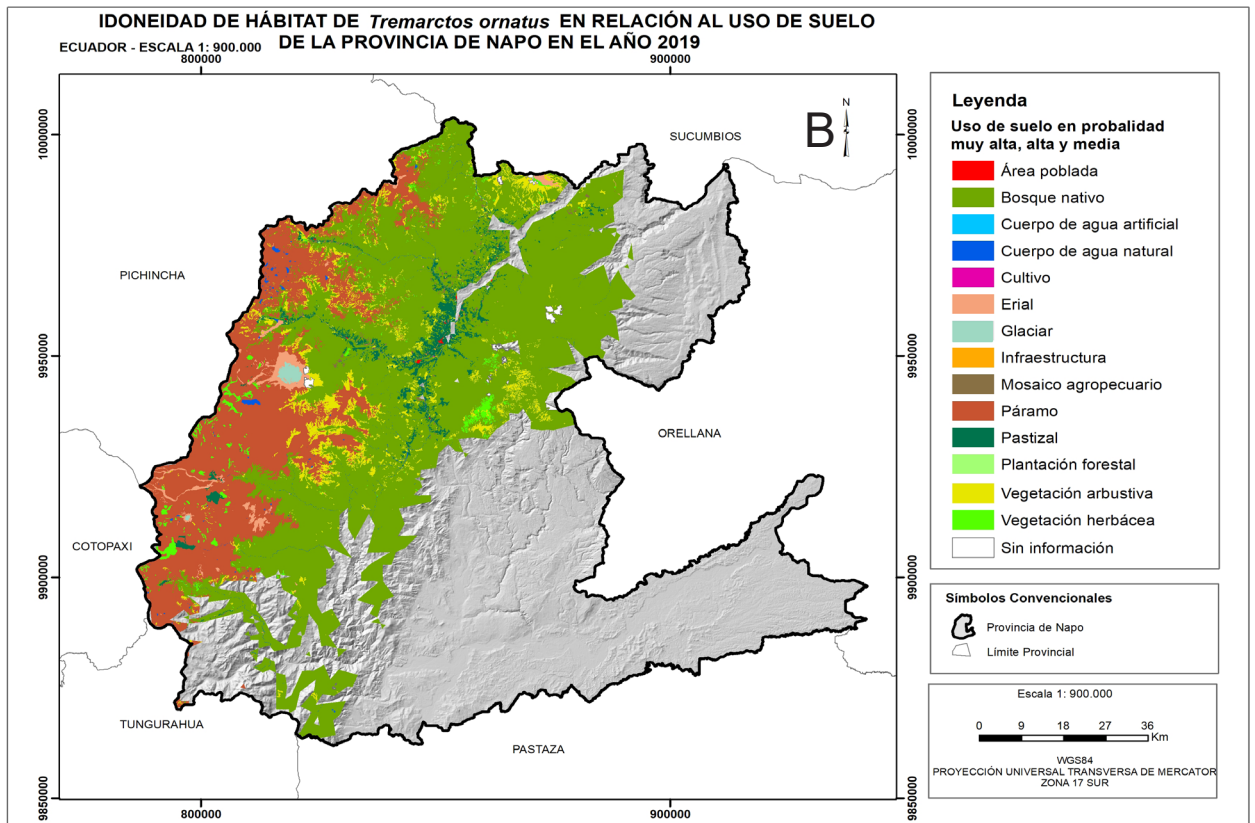 IDONEIDAD DE HÁBITAT DE Tremarctos ornatus EN RELACIÓN AL USO DE SUELO
DE LA PROVINCIA DE NAPO EN EL AÑO 2019
ECUADOR - ESCALA 1: 900.000
800000
900000
10000000
10000000
9950000
9950000
9900000
9900000
9850000
9850000
800000
900000
B
N
SUCUMBIOS
PICHINCHA
ORELLANA
COTOPAXI
TUNGURAHUA
PASTAZA
Leyenda
Uso de suelo en probalidad
muy alta, alta y media
Área poblada
Bosque nativo
Cuerpo de agua artificial
Cuerpo de agua natural
Cultivo
Erial
Glaciar
Infraestructura
Mosaico agropecuario
Páramo
Pastizal
Plantación forestal
Vegetación arbustiva
Vegetación herbácea
Sin información
Símbolos Convencionales
Provincia de Napo
Límite Provincial
Escala 1: 900.000
0 9 18 27 36
Km
WGS84
PROYECCIÓN UNIVERSAL TRANSVERSA DE MERCATOR
ZONA 17 SUR